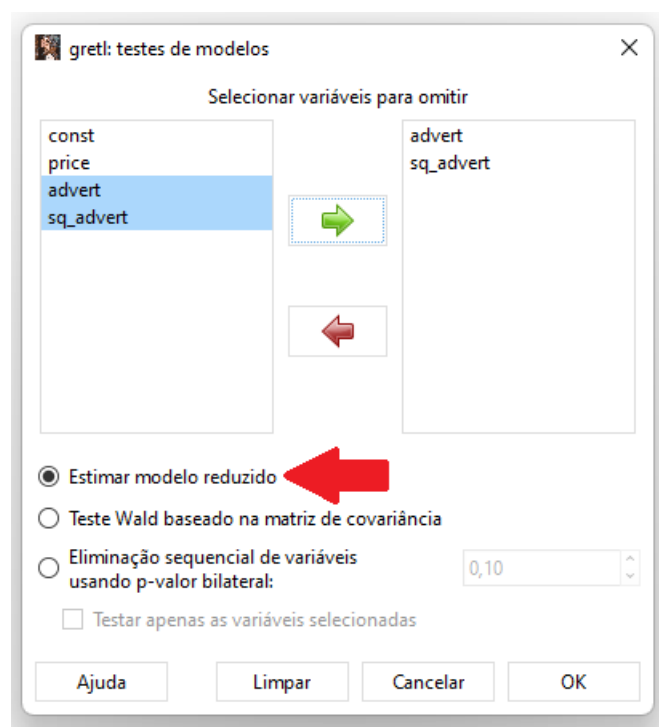 gretl: testes de modelos
Selecionar variáveis para omitir
const
price
advert
sq_advert
advert
sq_advert
Estimar modelo reduzido
Teste Wald baseado na matriz de covariância
Eliminação sequencial de variáveis
usando p-valor bilateral:
0,10
Testar apenas as variáveis selecionadas
Ajuda
Limpar
Cancelar
OK